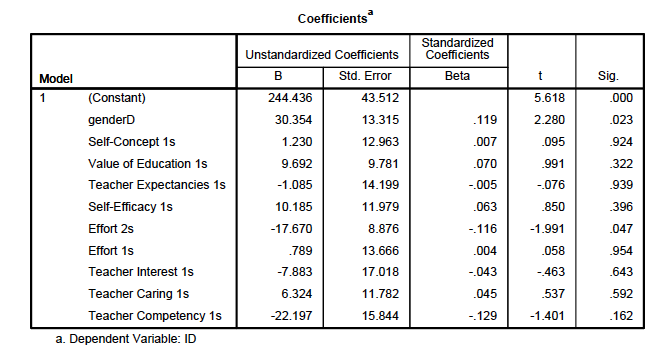 Coefficientsa
Model Unstandardized Coefficients Standardized Coefficients t Sig.
B Std. Error Beta
1 (Constant) 244.436 43.512 5.618 .000
genderD 30.354 13.315 .119 2.280 .023
Self-Concept 1s 1.230 12.963 .007 .095 .924
Value of Education 1s 9.692 9.781 .070 .991 .322
Teacher Expectancies 1s -1.085 14.199 -.005 -.076 .939
Self-Efficacy 1s 10.185 11.979 .063 .850 .396
Effort 2s -17.670 8.876 -.116 -1.991 .047
Effort 1s .789 13.666 .004 .058 .954
Teacher Interest 1s -7.883 17.018 -.043 -.463 .643
Teacher Caring 1s 6.324 11.782 .045 .537 .592
Teacher Competency 1s -22.197 15.844 -.129 -1.401 .162
a. Dependent Variable: ID